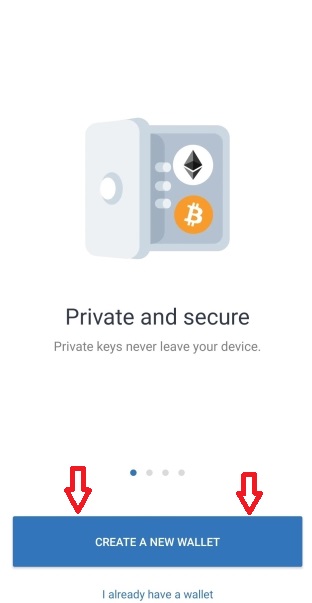 Private and secure
Private keys never leave your device.
CREATE A NEW WALLET
I already have a wallet